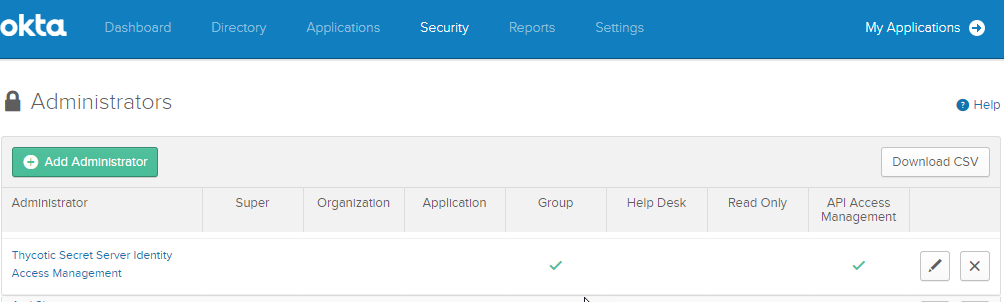 okta Dashboard Directory Applications Security Reports Settings My Applications
Administrators
Help
Add Administrator Download CSV
Administrator Super Organization Application Group Help Desk Read Only API Access
Management
Thycotic Secret Server Identity
Access Management